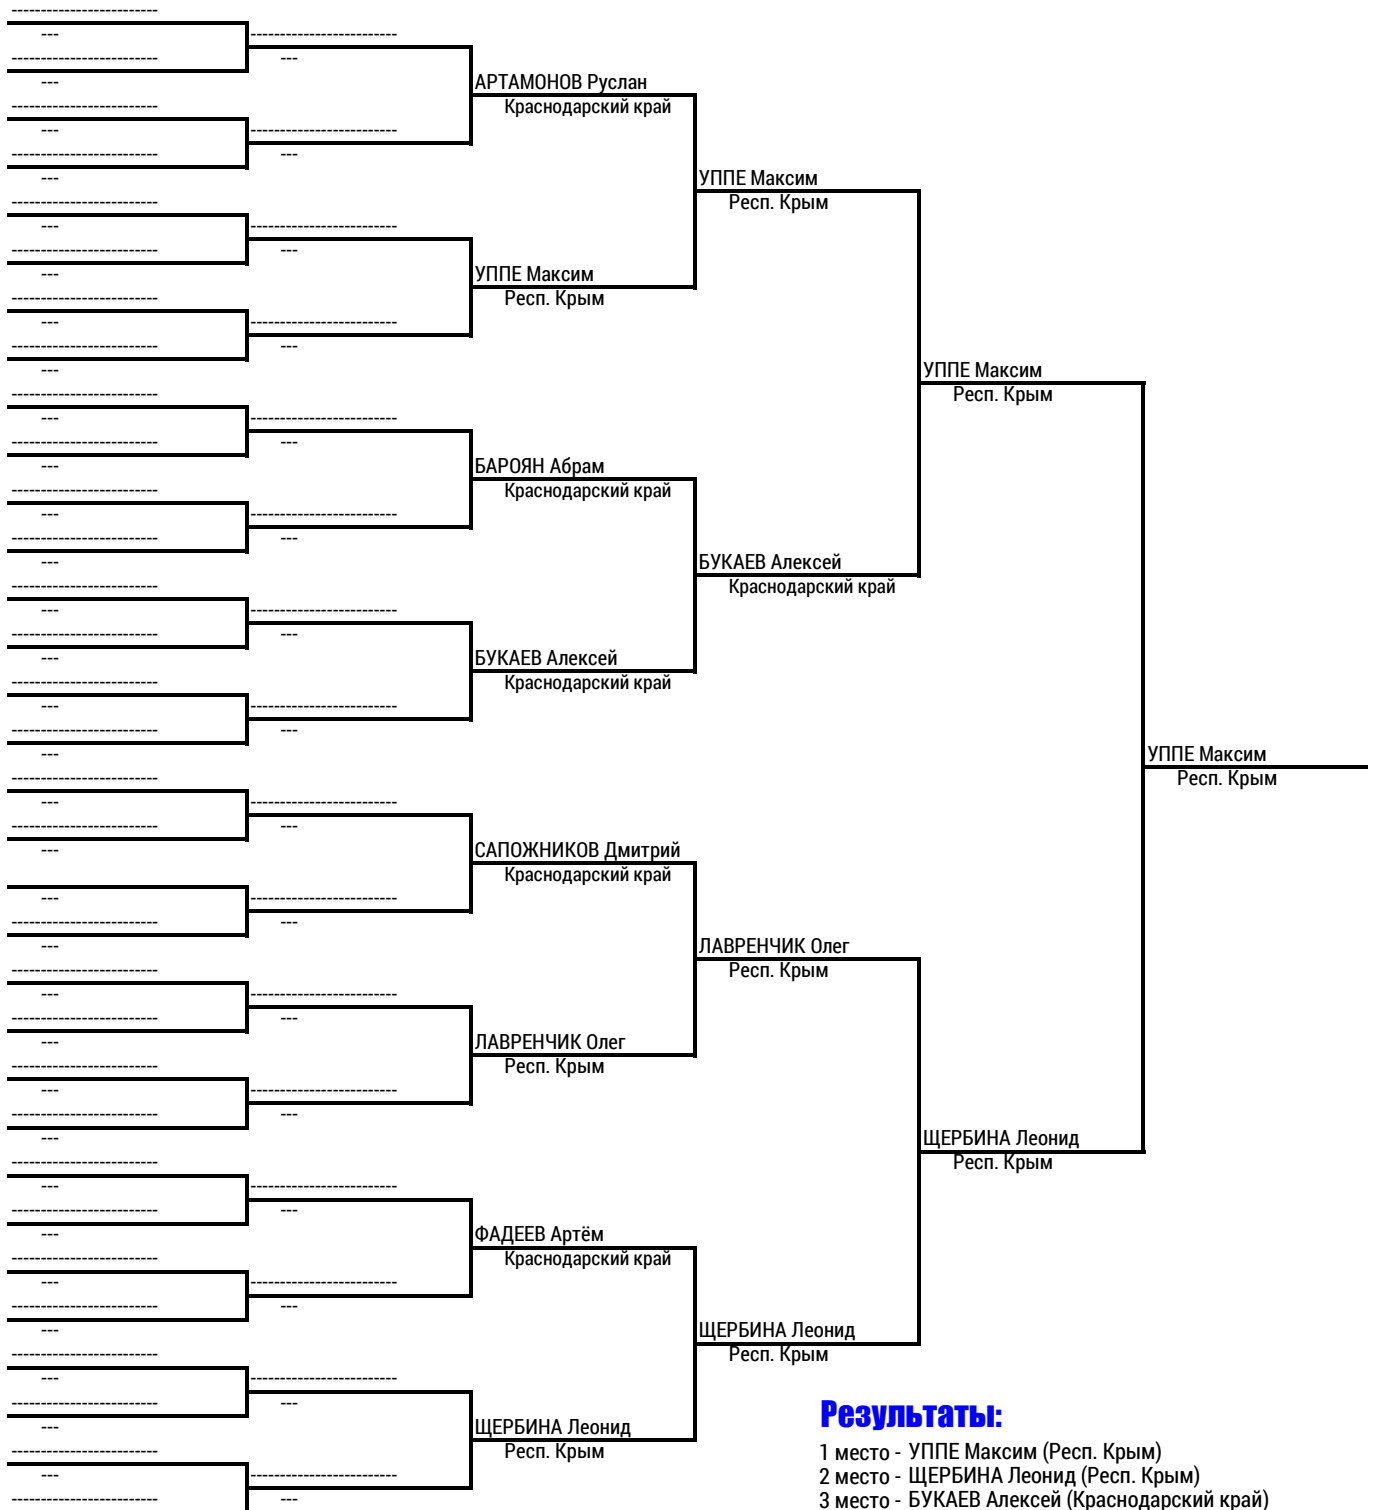 АРТАМОНОВ Руслан
Краснодарский край
УППЕ Максим
Респ. Крым
УППЕ Максим
Респ. Крым
УППЕ Максим
Респ. Крым
БАРОЯН Абрам
Краснодарский край
БУКАЕВ Алексей
Краснодарский край
БУКАЕВ Алексей
Краснодарский край
УППЕ Максим
Респ. Крым
САПОЖНИКОВ Дмитрий
Краснодарский край
ЛАВРЕНЧИК Олег
Респ. Крым
ЛАВРЕНЧИК Олег
Респ. Крым
ЩЕРБИНА Леонид
Респ. Крым
ФАДЕЕВ Артём
Краснодарский край
ЩЕРБИНА Леонид
Респ. Крым
ЩЕРБИНА Леонид
Респ. Крым
Результаты:
1 место - УППЕ Максим (Респ. Крым)
2 место - ЩЕРБИНА Леонид (Респ. Крым)
3 место - БУКАЕВ Алексей (Краснодарский край)